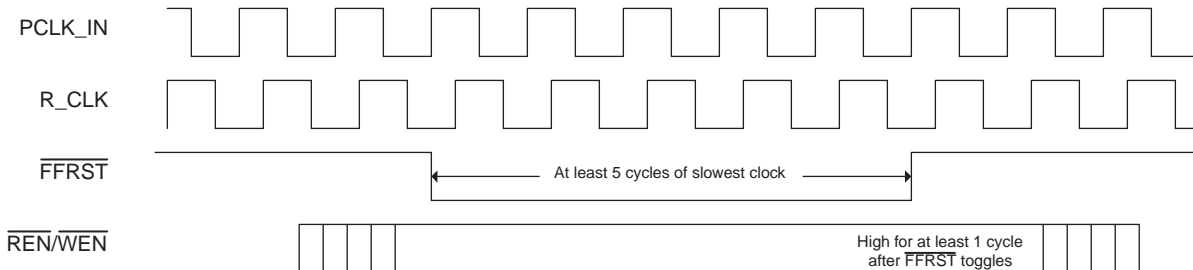 PCLK_IN
R_CLK
FFRST
At least 5 cycles of slowest clock
REN/WEN
High for at least 1 cycle
after FFRST toggles